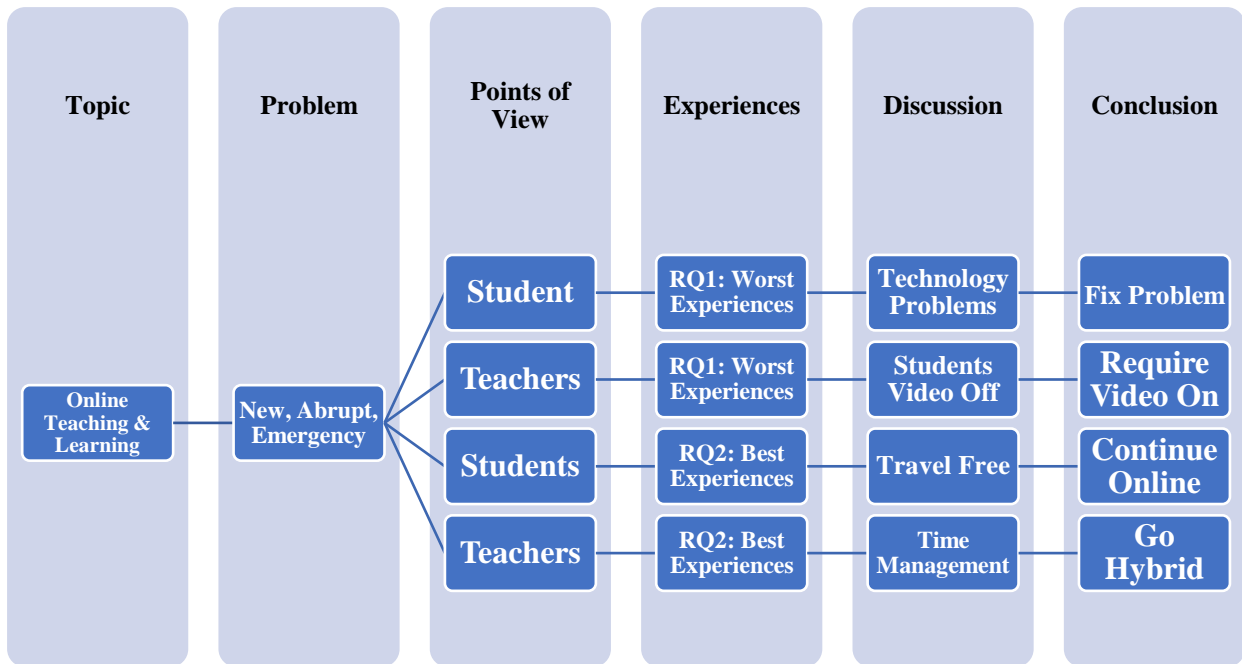 Topic
Problem
Points of
View
Experiences
Discussion
Conclusion
Online
Teaching &
Learning
New, Abrupt,
Emergency
Student
RQ1: Worst
Experiences
Technology
Problems
Fix Problem
Teachers
RQ1: Worst
Experiences
Students
Video Off
Require
Video On
Students
RQ2: Best
Experiences
Travel Free
Continue
Online
Teachers
RQ2: Best
Experiences
Time
Management
Go
Hybrid